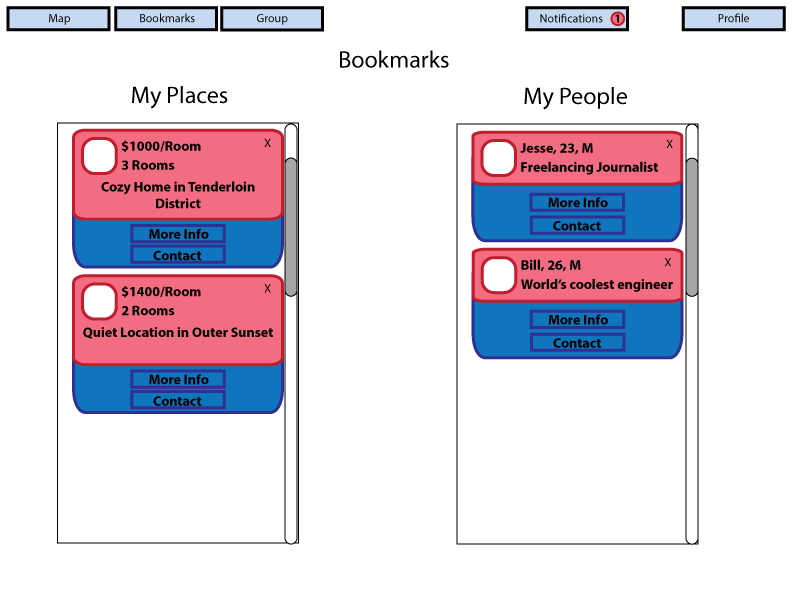 Map
Bookmarks
Group
Notifications 1
Profile
Bookmarks
My Places
$1000/Room
X
3 Rooms
Cozy Home in Tenderloin
District
More Info
Contact
$1400/Room
X
2 Rooms
Quiet Location in Outer Sunset
More Info
Contact
My People
Jesse, 23, M
X
Freelancing Journalist
More Info
Contact
Bill, 26, M
X
World's coolest engineer
More Info
Contact